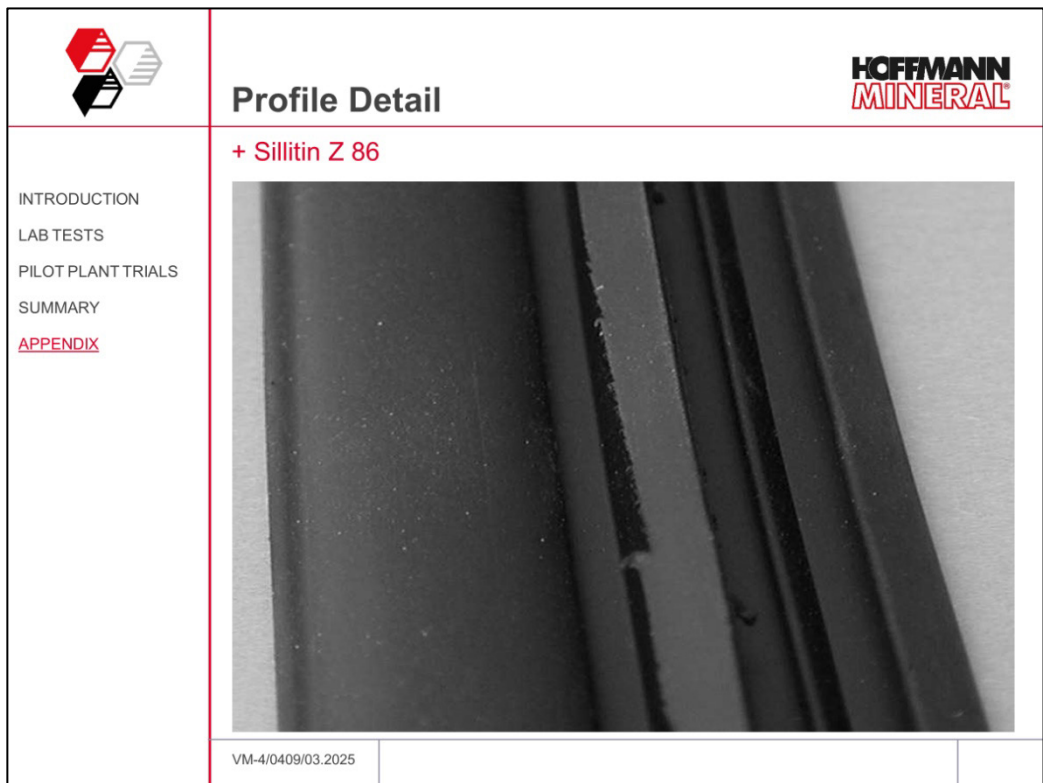 Profile Detail
HOFFMANN
MINERAL®
+ Sillitin Z 86
INTRODUCTION
LAB TESTS
PILOT PLANT TRIALS
SUMMARY
APPENDIX
VM-4/0409/03.2025